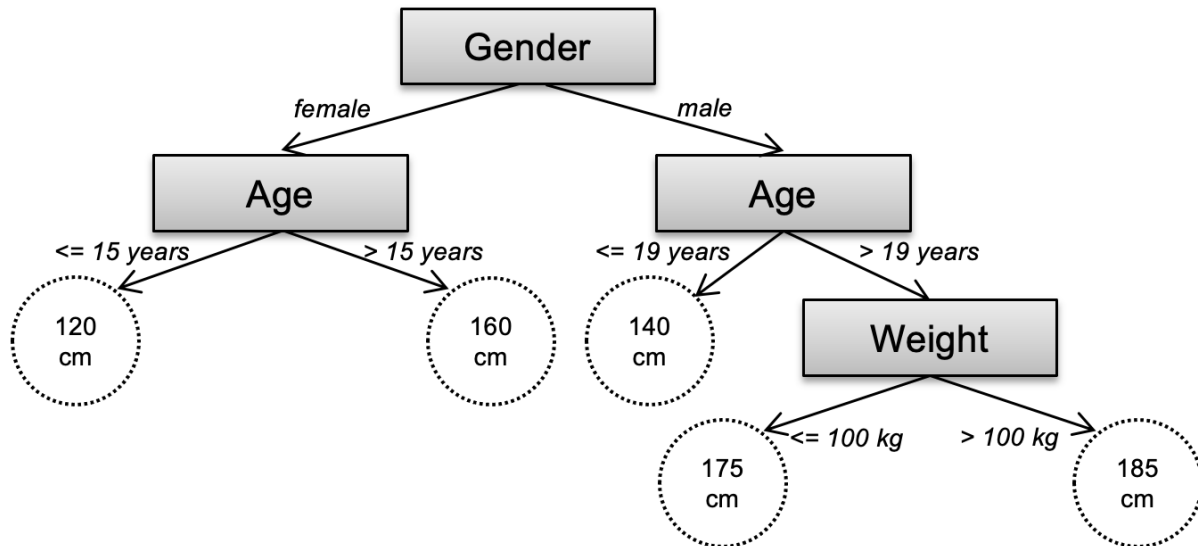 Gender
female
male
Age
Age
<= 15 years
> 15 years
<= 19 years
> 19 years
120
cm
160
cm
140
cm
Weight
<= 100 kg
> 100 kg
175
cm
185
cm